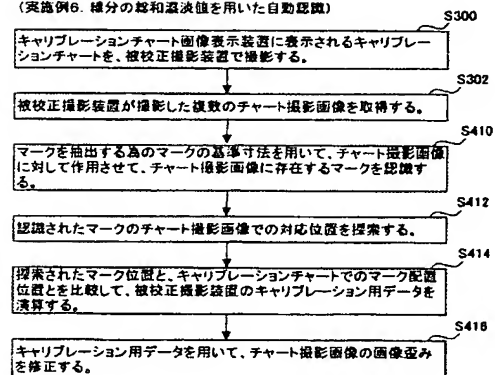 (実施例6. 線分の総和濃淡値を用いた自動認識)
S300
キャリブレーションチャート画像表示装置に表示されるキャリブレー
ションチャートを、被校正撮影装置で撮影する。
S302
被校正撮影装置が撮影した複数のチャート撮影画像を取得する。
S410
マークを抽出する為のマークの基準寸法を用いて、チャート撮影画像
に対して作用させて、チャート撮影画像に存在するマークを認識す
る。
S412
認識されたマークのチャート撮影画像での対応位置を探索する。
S414
探索されたマーク位置と、キャリブレーションチャートでのマーク配置
位置とを比較して、被校正撮影装置のキャリブレーション用データを
演算する。
S416
キャリブレーション用データを用いて、チャート撮影画像の画像歪み
を修正する。